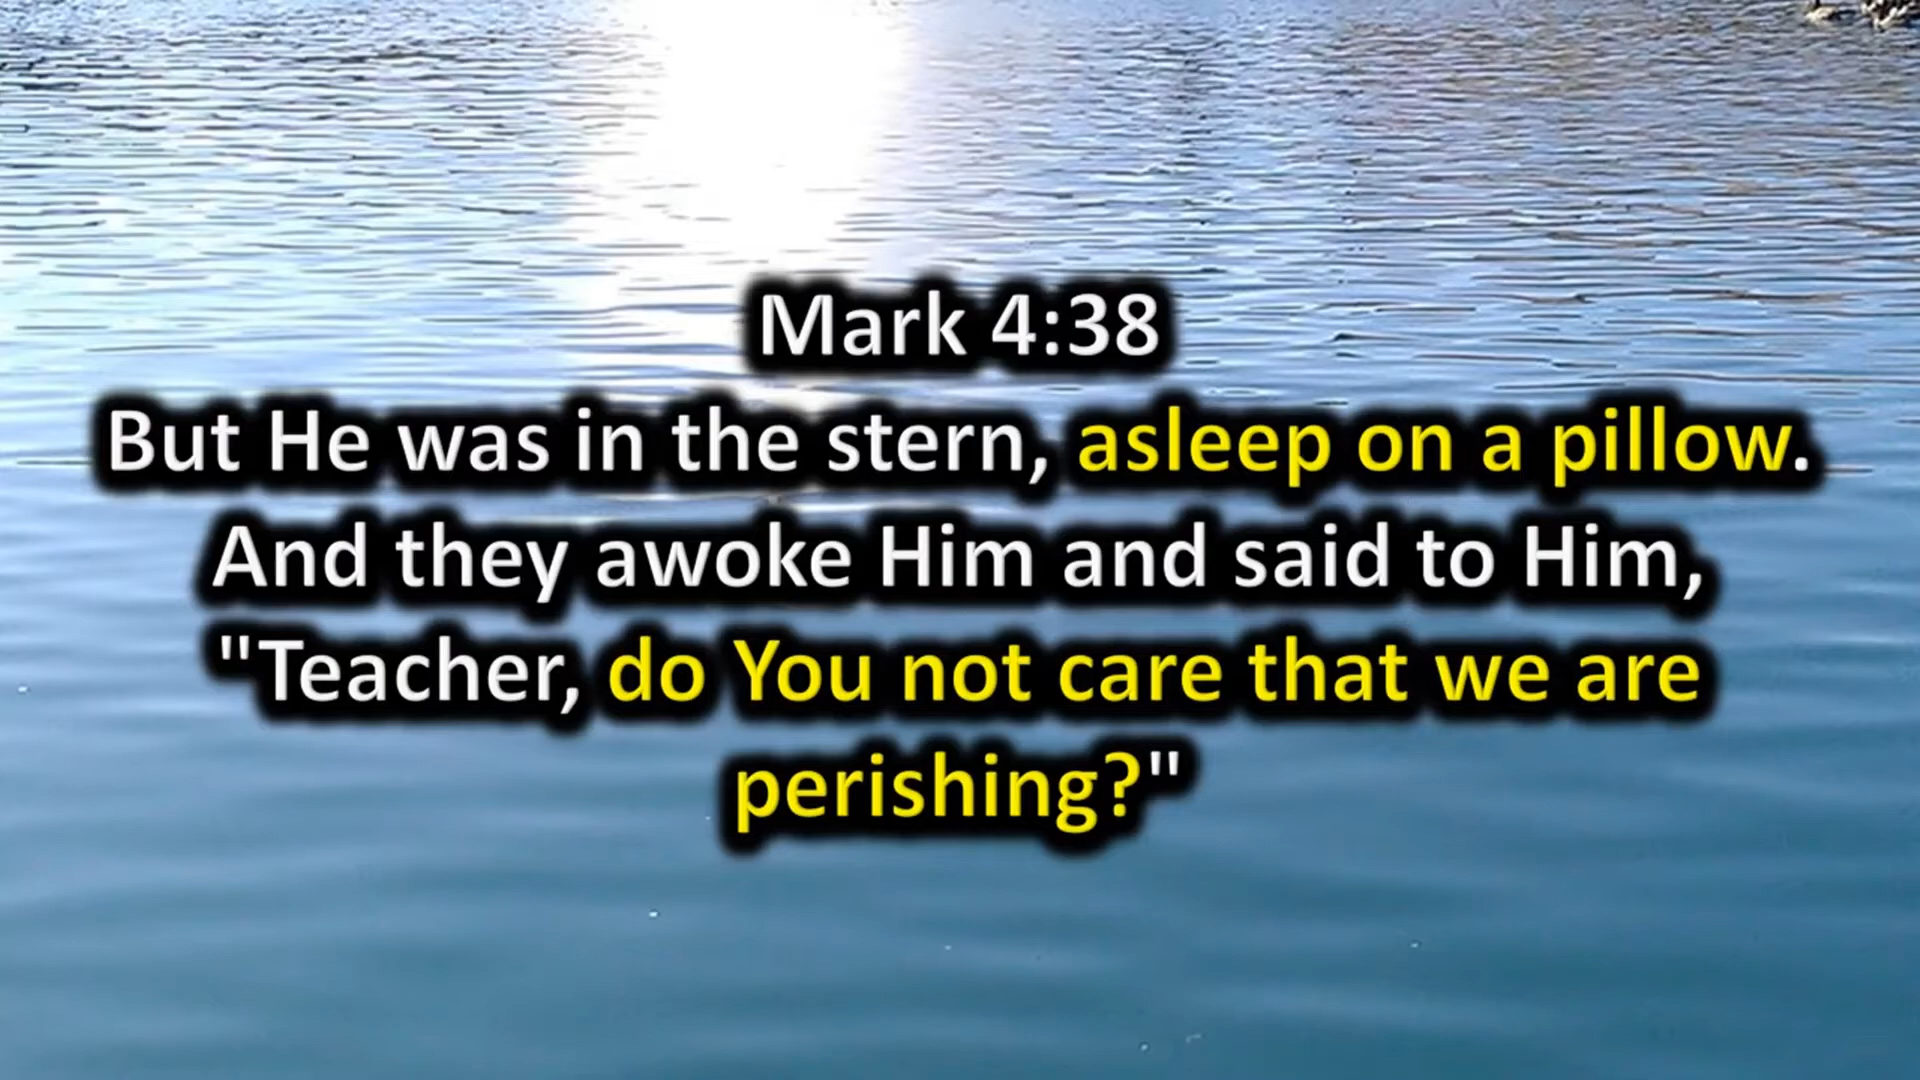 Mark 4:38
But He was in the stern, asleep on a pillow.
And they awoke Him and said to Him,
"Teacher, do You not care that we are
perishing?"